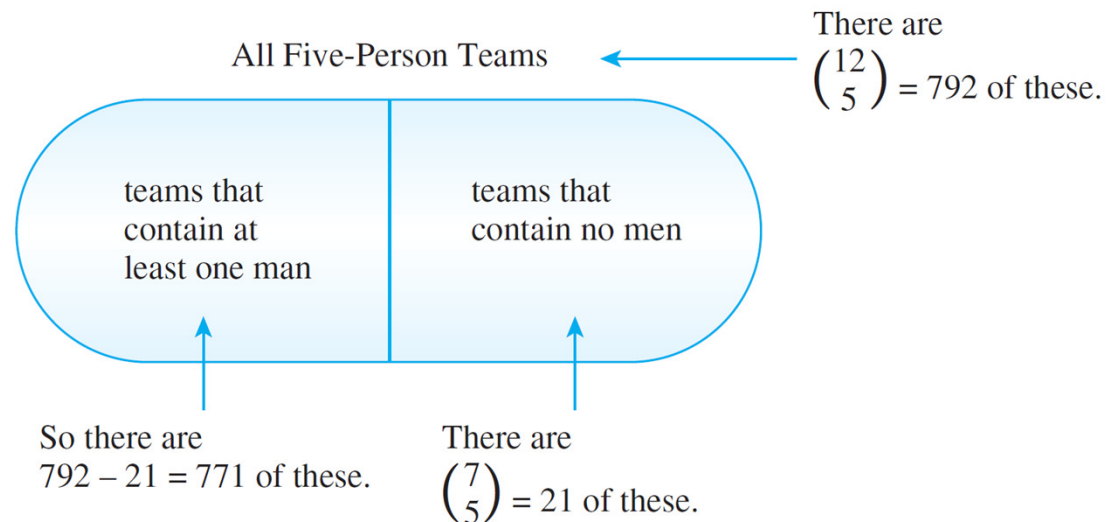 All Five-Person Teams
There are
(12
5) = 792 of these.
teams that
contain at
least one man
teams that
contain no men
So there are
792 – 21 = 771 of these.
There are
(7
5) = 21 of these.